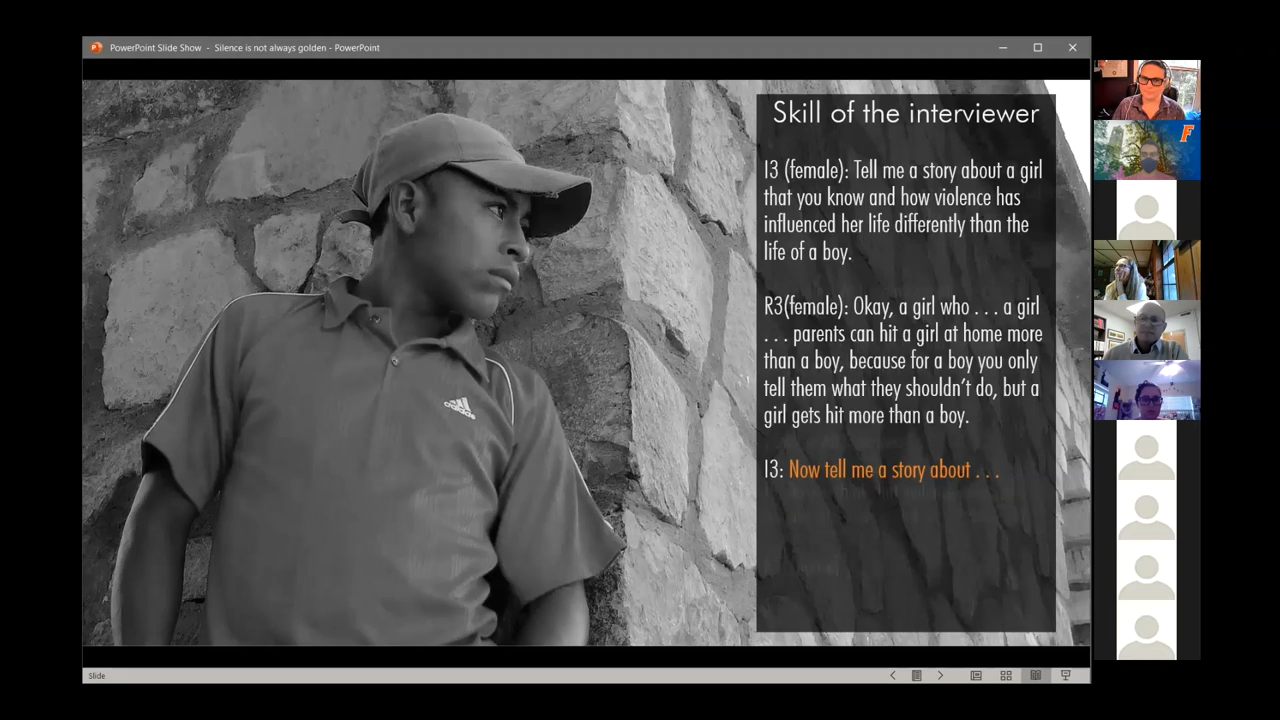 PowerPoint Slide Show - Silence is not always golden - PowerPoint
Skill of the interviewer
I3 (female): Tell me a story about a girl
that you know and how violence has
influenced her life differently than the
life of a boy.
R3(female): Okay, a girl who . . . a girl
. . . parents can hit a girl at home more
than a boy, because for a boy you only
tell them what they shouldn't do, but a
girl gets hit more than a boy.
I3: Now tell me a story about . . .
adidas
F
Slide